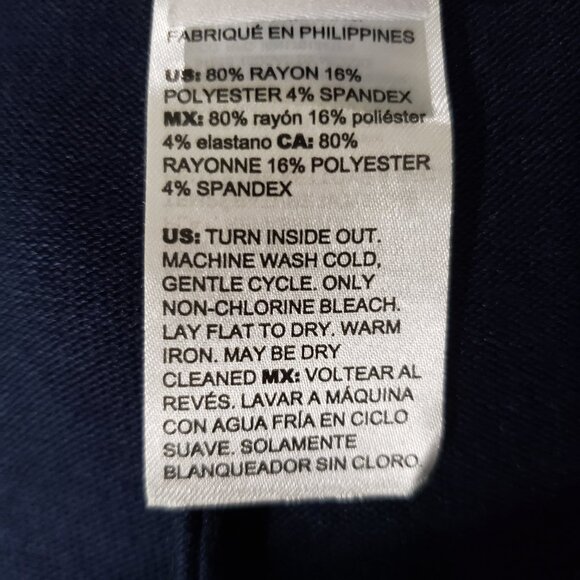 FABRIQUÉ EN PHILIPPINES
US: 80% RAYON 16%
POLYESTER 4% SPANDEX
MX: 80% rayón 16% poliéster
4% elastano CA: 80%
RAYONNE 16% POLYESTER
4% SPANDEX
US: TURN INSIDE OUT.
MACHINE WASH COLD,
GENTLE CYCLE. ONLY
NON-CHLORINE BLEACH.
LAY FLAT TO DRY. WARM
IRON. MAY BE DRY
CLEANED MX: VOLTEAR AL
REVÉS. LAVAR A MÁQUINA
CON AGUA FRÍA EN CICLO
SUAVE. SOLAMENTE
BLANQUEADOR SIN CLORO.